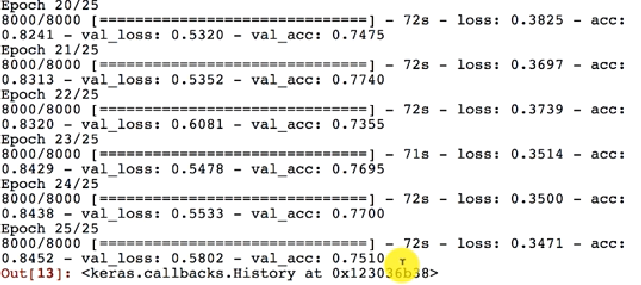 Epoch 20/25
8000/8000 [==============================] - 72s - loss: 0.3825 - acc:
0.8241 - val_loss: 0.5320 - val_acc: 0.7475
Epoch 21/25
8000/8000 [==============================] - 72s - loss: 0.3697 - acc:
0.8313 - val_loss: 0.5352 - val_acc: 0.7740
Epoch 22/25
8000/8000 [==============================] - 72s - loss: 0.3739 - acc:
0.8320 - val_loss: 0.6081 - val_acc: 0.7355
Epoch 23/25
8000/8000 [==============================] - 71s - loss: 0.3514 - acc:
0.8429 - val_loss: 0.5478 - val_acc: 0.7695
Epoch 24/25
8000/8000 [==============================] - 72s - loss: 0.3500 - acc:
0.8438 - val_loss: 0.5533 - val_acc: 0.7700
Epoch 25/25
8000/8000 [==============================] - 72s - loss: 0.3471 - acc:
0.8452 - val_loss: 0.5802 - val_acc: 0.7510
Out[13]: <keras.callbacks.History at 0x123036b38>